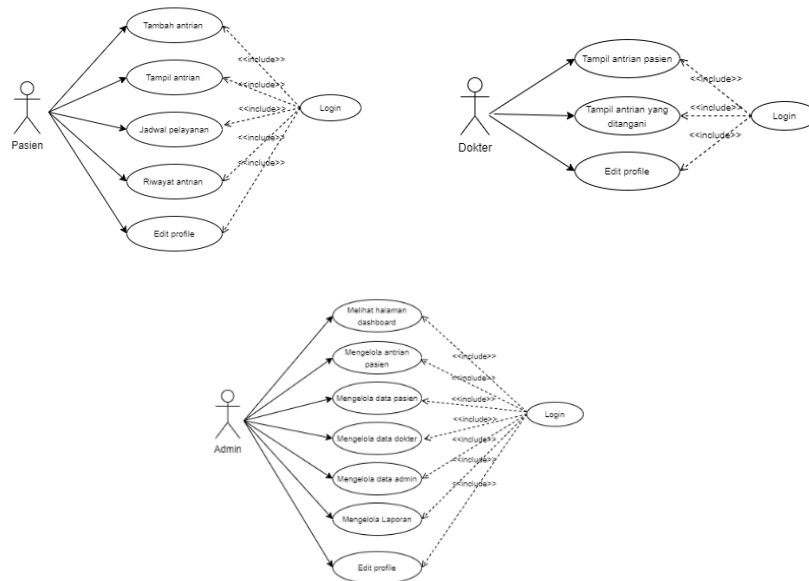 Tambah antrian
<<include>>
Tampil antrian
<<include>>
Login
<<include>>
Jadwal pelayanan
Pasien
<<include>>
Riwayat antrian
Edit profile
Tampil antrian pasien
<<include>>
Tampil antrian yang
ditangani
<<include>>
Login
<<include>>
Dokter
Edit profile
Melihat halaman
dashboard
<<include>>
Mengelola antrian
pasien
<<include>>
Mengelola data pasien
<<include>>
Login
<<include>>
Admin
Mengelola data dokter
<<include>>
Mengelola data admin
<<include>>
Mengelola Laporan
Edit profile